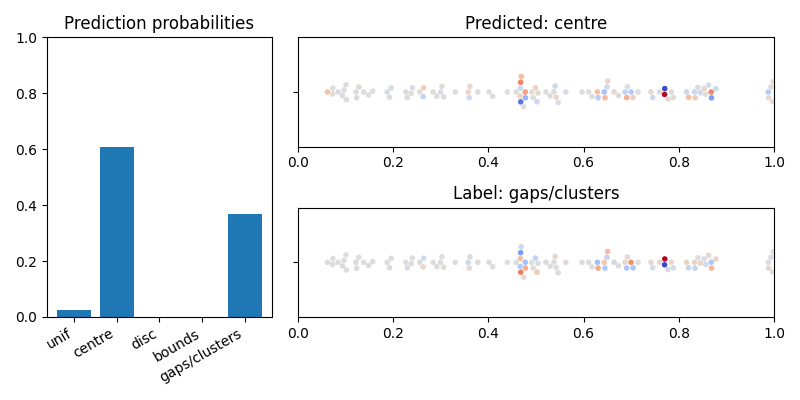 Prediction probabilities
1.0
0.8
0.6
0.4
0.2
0.0
unif
centre
disc
bounds
gaps/clusters
Predicted: centre
0.0 0.2 0.4 0.6 0.8 1.0
Label: gaps/clusters
0.0 0.2 0.4 0.6 0.8 1.0